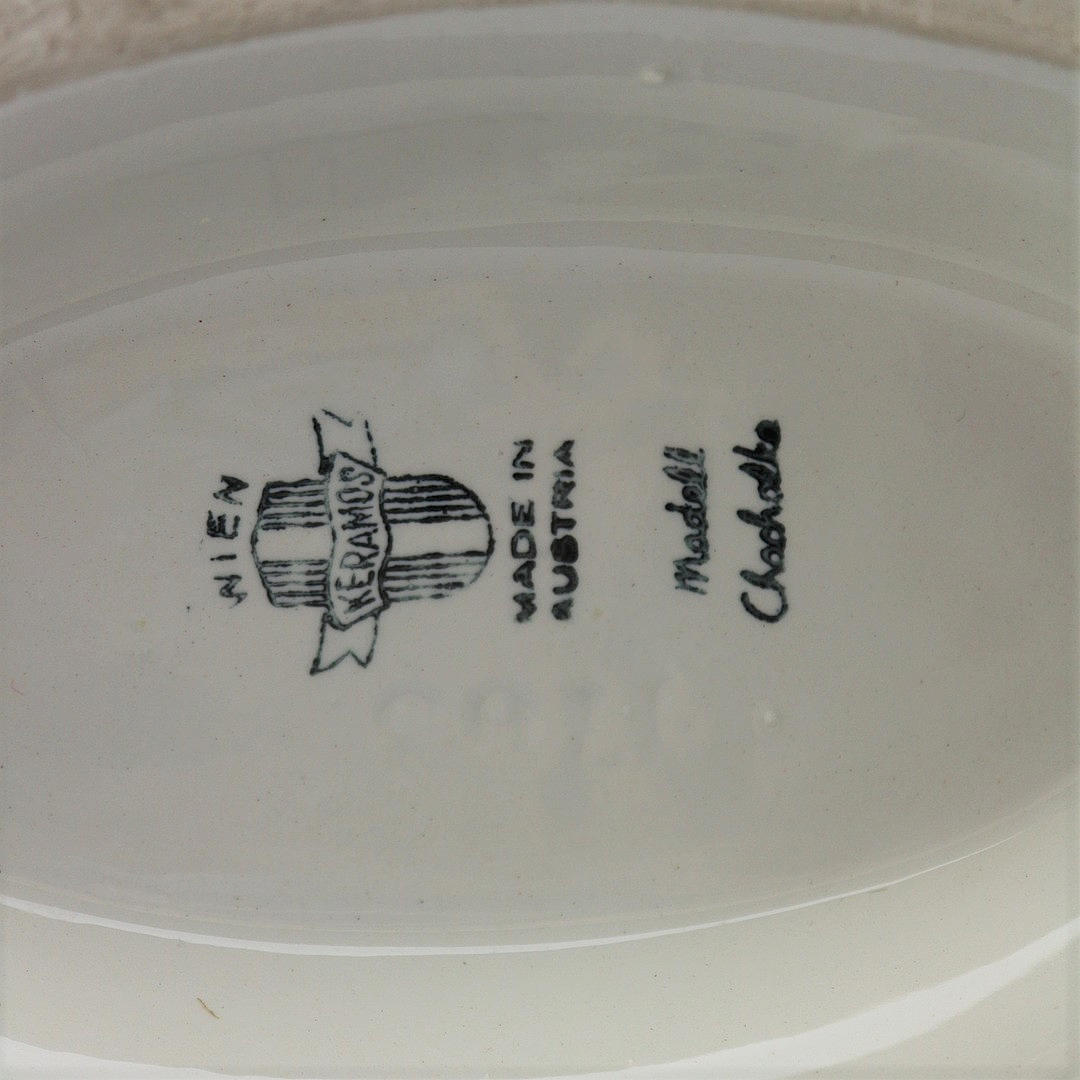 WIEN
KERAMOS
MADE IN
AUSTRIA
Modell